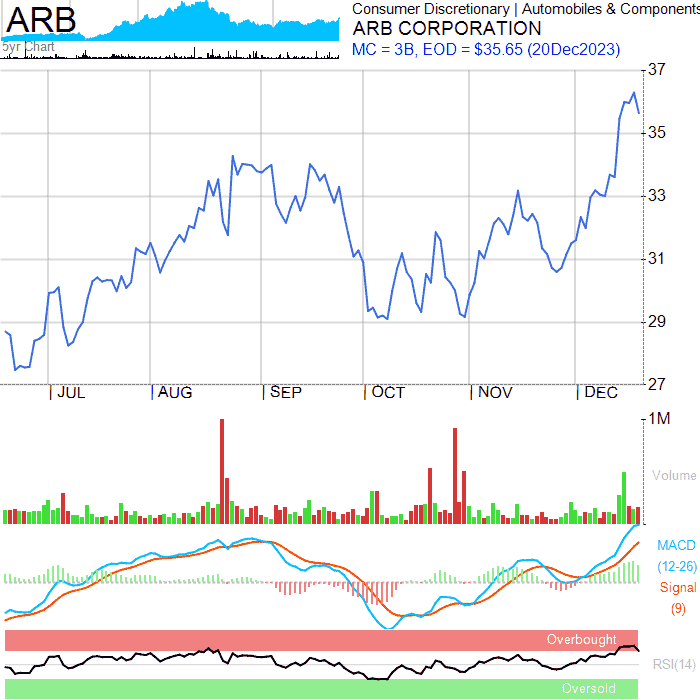 ARB
5yr Chart
Consumer Discretionary | Automobiles & Components
ARB CORPORATION
MC = 3B, EOD = $35.65 (20Dec2023)
37
35
33
31
29
27
JUL
AUG
SEP
OCT
NOV
DEC
1M
Volume
MACD
(12-26)
Signal
(9)
Overbought
RSI(14)
Oversold